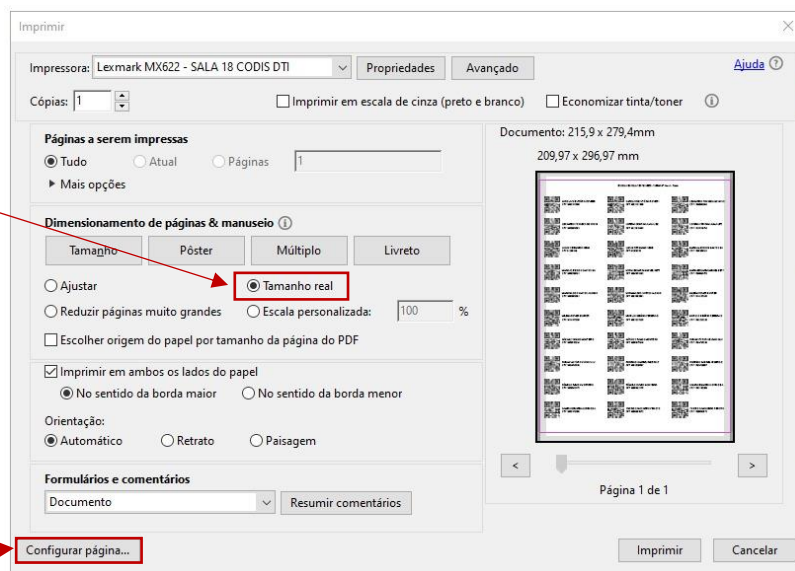 Imprimir
Impressora: Lexmark MX622 - SALA 18 CODIS DTI Propriedades Avançado Ajuda
Cópias: 1 Imprimir em escala de cinza (preto e branco) Economizar tinta/toner
Páginas a serem impressas
Tudo Atual Páginas 1
Mais opções
Dimensionamento de páginas & manuseio
Tamanho Pôster Múltiplo Livreto
Ajustar Tamanho real
Reduzir páginas muito grandes Escala personalizada: 100 %
Escolher origem do papel por tamanho da página do PDF
Imprimir em ambos os lados do papel
No sentido da borda maior No sentido da borda menor
Orientação:
Automático Retrato Paisagem
Formulários e comentários
Documento Resumir comentários
Documento: 215,9 x 279,4mm
209,97 x 296,97 mm
< >
Página 1 de 1
Configurar página... Imprimir Cancelar